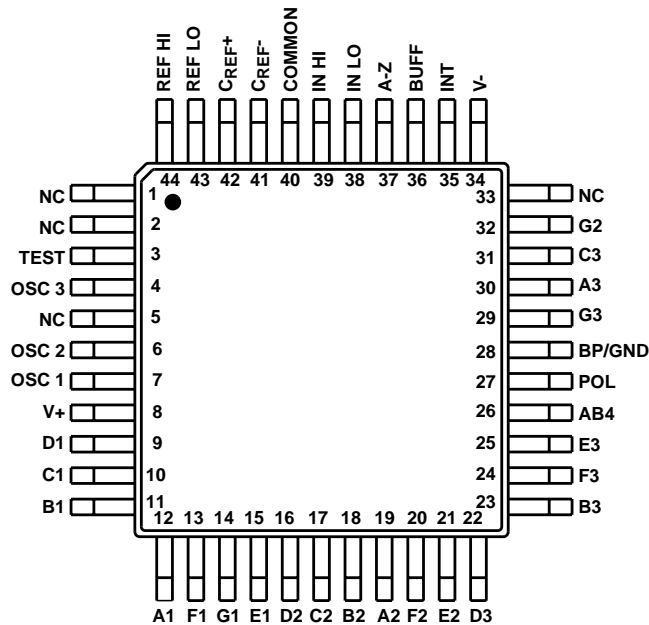 REF HI
REF LO
CREF+
CREF-
COMMON
IN HI
IN LO
A-Z
BUFF
INT
V-
44 43 42 41 40 39 38 37 36 35 34
NC 1 33 NC
NC 2 32 G2
TEST 3 31 C3
OSC 3 4 30 A3
NC 5 29 G3
OSC 2 6 28 BP/GND
OSC 1 7 27 POL
V+ 8 26 AB4
D1 9 25 E3
C1 10 24 F3
B1 11 23 B3
12 13 14 15 16 17 18 19 20 21 22
A1 F1 G1 E1 D2 C2 B2 A2 F2 E2 D3